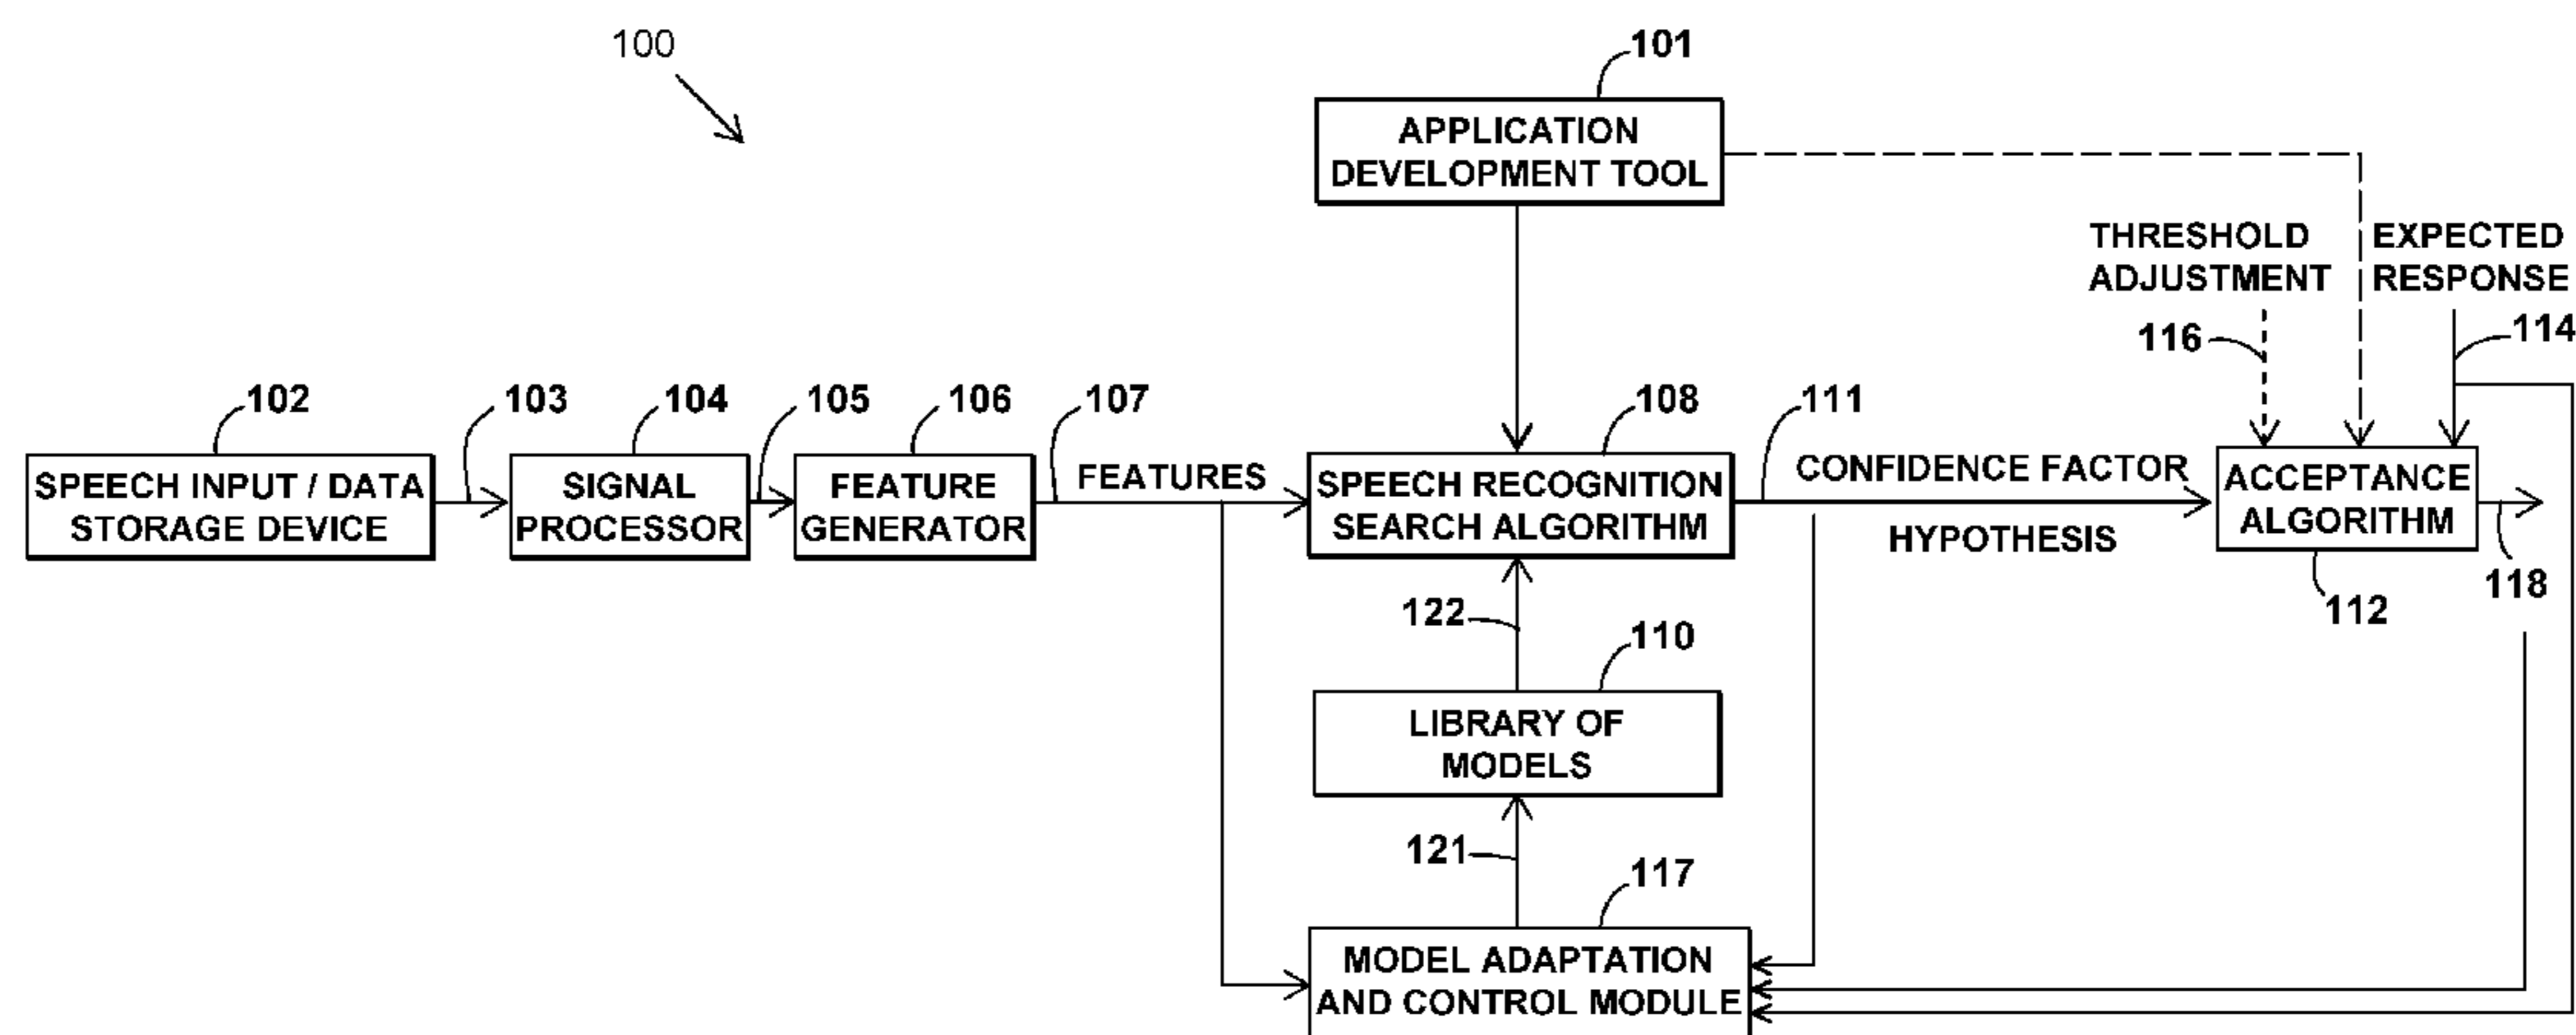 100
101
APPLICATION
DEVELOPMENT TOOL
THRESHOLD
ADJUSTMENT
EXPECTED
RESPONSE
116
114
102
103
104
105
106
107
108
111
SPEECH INPUT / DATA
STORAGE DEVICE
SIGNAL
PROCESSOR
FEATURE
GENERATOR
FEATURES
SPEECH RECOGNITION
SEARCH ALGORITHM
CONFIDENCE FACTOR
HYPOTHESIS
ACCEPTANCE
ALGORITHM
118
112
122
110
LIBRARY OF
MODELS
121
117
MODEL ADAPTATION
AND CONTROL MODULE